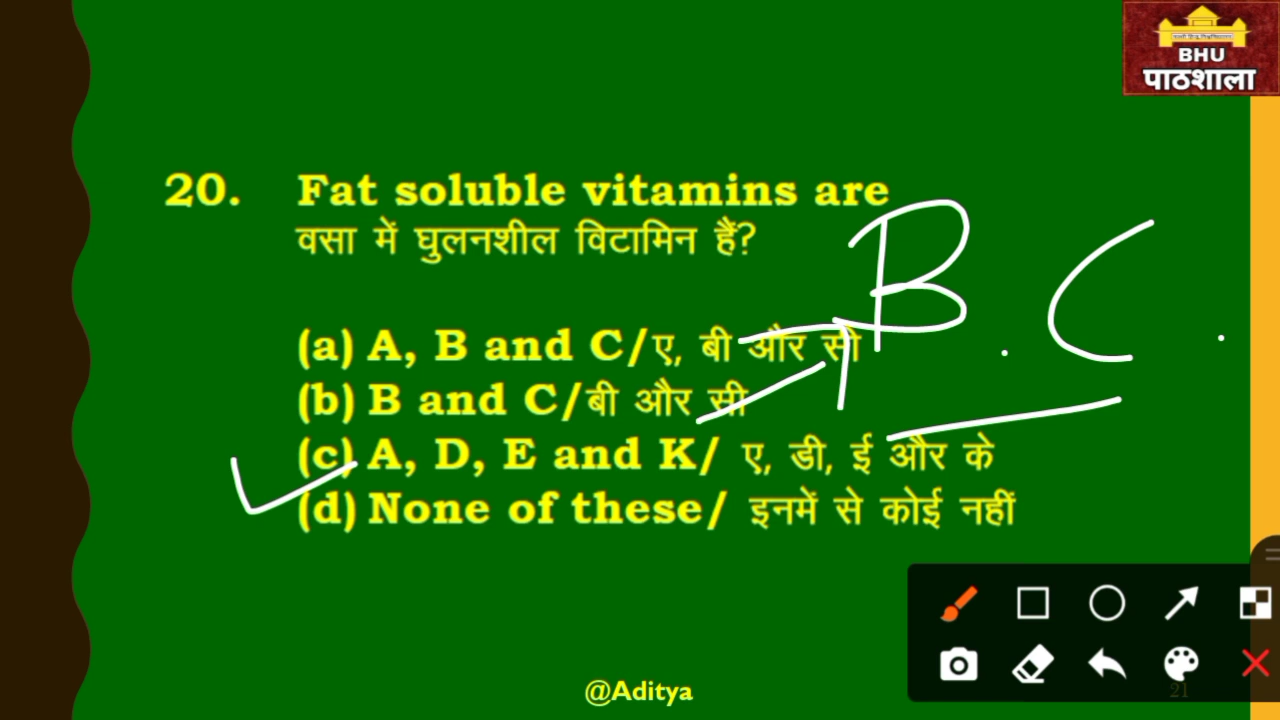 BHU
पाठशाला
20. Fat soluble vitamins are
वसा में घुलनशील विटामिन हैं?
B. C.
(a) A, B and C/ए, बी और सी
(b) B and C/बी और सी
(c) A, D, E and K/ ए, डी, ई और के
(d) None of these/ इनमें से कोई नहीं
@Aditya
21